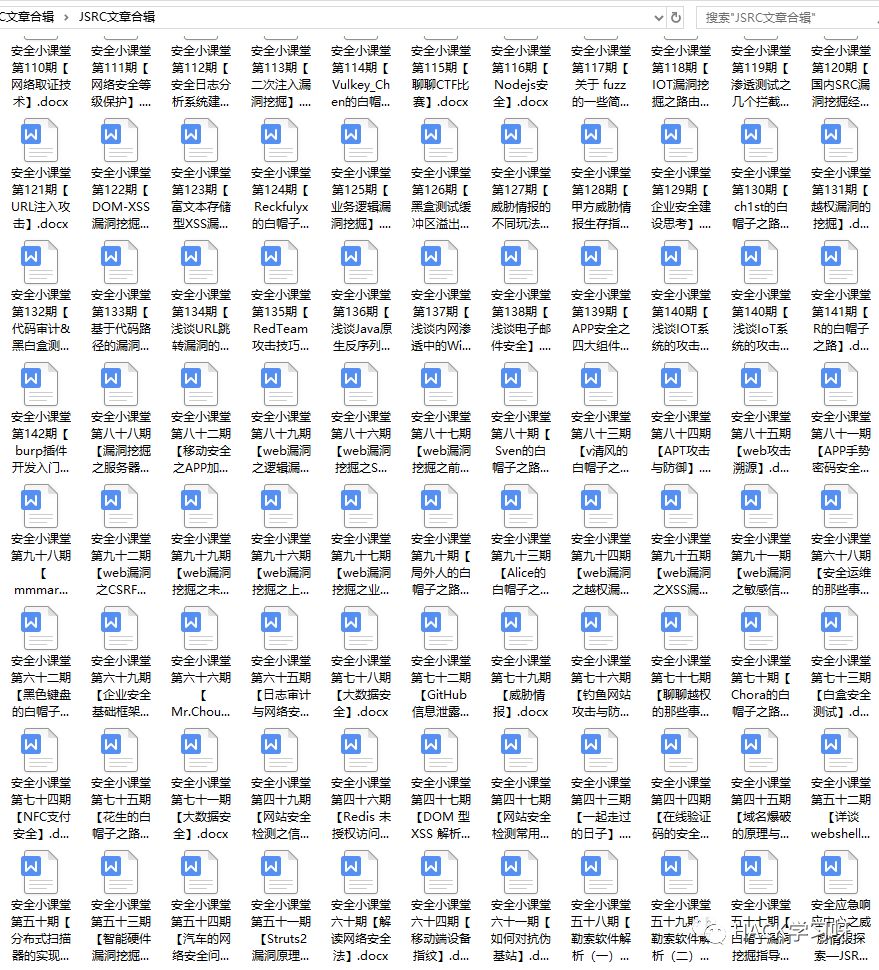 C文章合辑 › JSRC文章合辑
搜索"JSRC文章合辑"
安全小课堂 安全小课堂 安全小课堂 安全小课堂 安全小课堂 安全小课堂 安全小课堂 安全小课堂 安全小课堂 安全小课堂 安全小课堂
第110期【 第111期【 第112期【 第113期【 第114期【 第115期【 第116期【 第117期【 第118期【 第119期【 第120期【
网络取证技 网络安全等 安全日志分 二次注入漏 Vulkey_Ch 聊聊CTF比 Nodejs安 关于 fuzz IOT漏洞挖 渗透测试之 国内SRC漏
术】.docx 级保护】.... 析系统建... 洞挖掘】.... en的白帽... 赛】.docx 全】.docx 的一些简... 掘之路由... 几个拦截... 洞挖掘经...
安全小课堂 安全小课堂 安全小课堂 安全小课堂 安全小课堂 安全小课堂 安全小课堂 安全小课堂 安全小课堂 安全小课堂 安全小课堂
第121期【 第122期【 第123期【 第124期【 第125期【 第126期【 第127期【 第128期【 第129期【 第130期【 第131期【
URL注入攻 DOM-XSS 富文本存储 Reckfulyx 业务逻辑漏 黑盒测试缓 威胁情报的 甲方威胁情 企业安全建 ch1st的白 越权漏洞的
击】.docx 漏洞挖掘... 型XSS漏... 的白帽子... 洞挖掘】.... 冲区溢出... 不同玩法... 报生存指... 设思考】.... 帽子之路... 挖掘】.d...
安全小课堂 安全小课堂 安全小课堂 安全小课堂 安全小课堂 安全小课堂 安全小课堂 安全小课堂 安全小课堂 安全小课堂 安全小课堂
第132期【 第133期【 第134期【 第135期【 第136期【 第137期【 第138期【 第139期【 第140期【 第140期【 第141期【
代码审计& 基于代码路 浅谈URL跳 RedTeam 浅谈Java原 浅谈内网渗 浅谈电子邮 APP安全之 浅谈IOT系 浅谈IoT系 R的白帽子
黑白盒测... 径的漏洞... 转漏洞的... 攻击技巧... 生反序列... 透中的Wi... 件安全】.... 四大组件... 统的攻击... 统的攻击... 之路】.d...
安全小课堂 安全小课堂 安全小课堂 安全小课堂 安全小课堂 安全小课堂 安全小课堂 安全小课堂 安全小课堂 安全小课堂 安全小课堂
第142期【 第八十八期 第八十二期 第八十九期 第八十六期 第八十七期 第八十期【 第八十三期 第八十四期 第八十五期 第八十一期
burp插件 【漏洞挖掘 【移动安全 【web漏洞 【web漏洞 【web漏洞 Sven的白 【v清风的 【APT攻击 【web攻击 【APP手势
开发入门... 之服务器... 之APP加... 之逻辑漏... 挖掘之S... 挖掘之前... 帽子之路... 白帽子之... 与防御】.... 溯源】.d... 密码安全...
安全小课堂 安全小课堂 安全小课堂 安全小课堂 安全小课堂 安全小课堂 安全小课堂 安全小课堂 安全小课堂 安全小课堂 安全小课堂
第九十八期 第九十二期 第九十九期 第九十六期 第九十七期 第九十期【 第九十三期 第九十四期 第九十五期 第九十一期 第六十八期
【 【web漏洞 【web漏洞 【web漏洞 【web漏洞 局外人的白 【Alice的 【web漏洞 【web漏洞 【web漏洞 【安全运维
mmmar... 之CSRF... 挖掘之未... 挖掘之上... 挖掘之业... 帽子之路... 白帽子之... 之越权漏... 之XSS漏... 之敏感信... 的那些事...
安全小课堂 安全小课堂 安全小课堂 安全小课堂 安全小课堂 安全小课堂 安全小课堂 安全小课堂 安全小课堂 安全小课堂 安全小课堂
第六十二期 第六十九期 第六十六期 第六十五期 第七十八期 第七十二期 第七十九期 第七十六期 第七十七期 第七十期【 第七十三期
【黑色键盘 【企业安全 【 【日志审计 【大数据安 【GitHub 【威胁情 【钓鱼网站 【聊聊越权 Chora的白 【白盒安全
的白帽子... 基础框架... Mr.Chou... 与网络安... 全】.docx 信息泄露... 报】.docx 攻击与防... 的那些事... 帽子之路... 测试】.d...
安全小课堂 安全小课堂 安全小课堂 安全小课堂 安全小课堂 安全小课堂 安全小课堂 安全小课堂 安全小课堂 安全小课堂 安全小课堂
第七十四期 第七十五期 第七十一期 第四十九期 第四十六期 第四十七期 第四十七期 第四十三期 第四十四期 第四十五期 第五十二期
【NFC支付 【花生的白 【大数据安 【网站安全 【Redis 未 【DOM 型 【网站安全 【一起走过 【在线验证 【域名爆破 【详谈
安全】.d... 帽子之路... 全】.docx 检测之信... 授权访问... XSS 解析... 检测常用... 的日子】.... 码的安全... 的原理与... webshell...
安全小课堂 安全小课堂 安全小课堂 安全小课堂 安全小课堂 安全小课堂 安全小课堂 安全小课堂 安全小课堂 安全小课堂 安全应急响
第五十期【 第五十三期 第五十四期 第五十一期 六十期【解 六十四期【 六十一期【 五十八期【 五十九期【 五十七期【 应中心之威
分布式扫描 【智能硬件 【汽车的网 【Struts2 读网络安全 移动端设备 如何对抗伪 勒索软件解 勒索软件解 白帽子漏洞 胁情报探
器的实现... 漏洞挖掘... 络安全问... 漏洞原理... 法】.docx 指纹】.d... 基站】.d... 析（一）... 析（二）... 挖掘指导... 索—JSR...
HACK学习呀